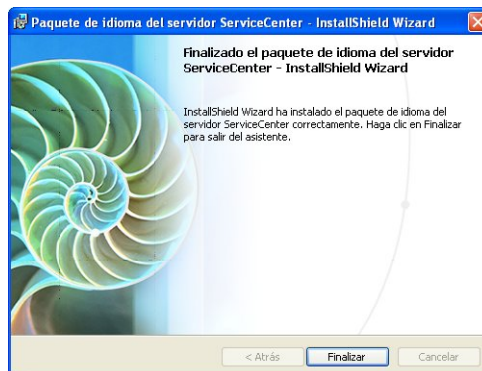 Paquete de idioma del servidor ServiceCenter - InstallShield Wizard
Finalizado el paquete de idioma del servidor
ServiceCenter - InstallShield Wizard
InstallShield Wizard ha instalado el paquete de idioma del
servidor ServiceCenter correctamente. Haga clic en Finalizar
para salir del asistente.
< Atrás
Finalizar
Cancelar